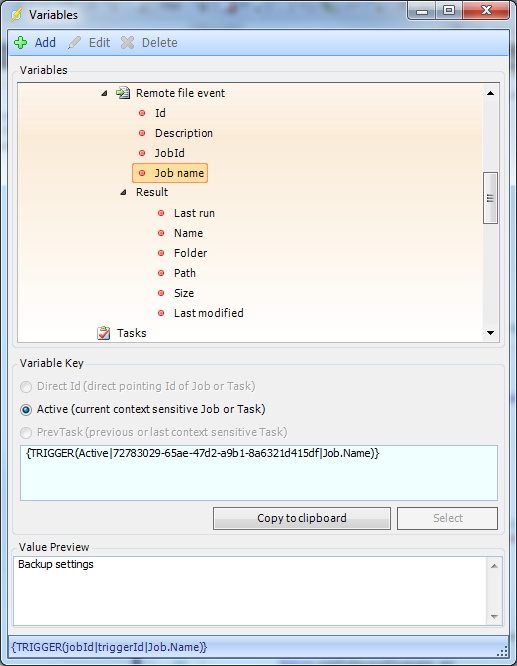 Variables
Add Edit Delete
Variables
Remote file event
Id
Description
JobId
Job name
Result
Last run
Name
Folder
Path
Size
Last modified
Tasks
Variable Key
Direct Id (direct pointing Id of Job or Task)
Active (current context sensitive Job or Task)
PrevTask (previous or last context sensitive Task)
{TRIGGER(Active|72783029-65ae-47d2-a9b1-8a6321d415df|Job.Name)}
Copy to clipboard Select
Value Preview
Backup settings
{TRIGGER(jobId|triggerId|Job.Name)}